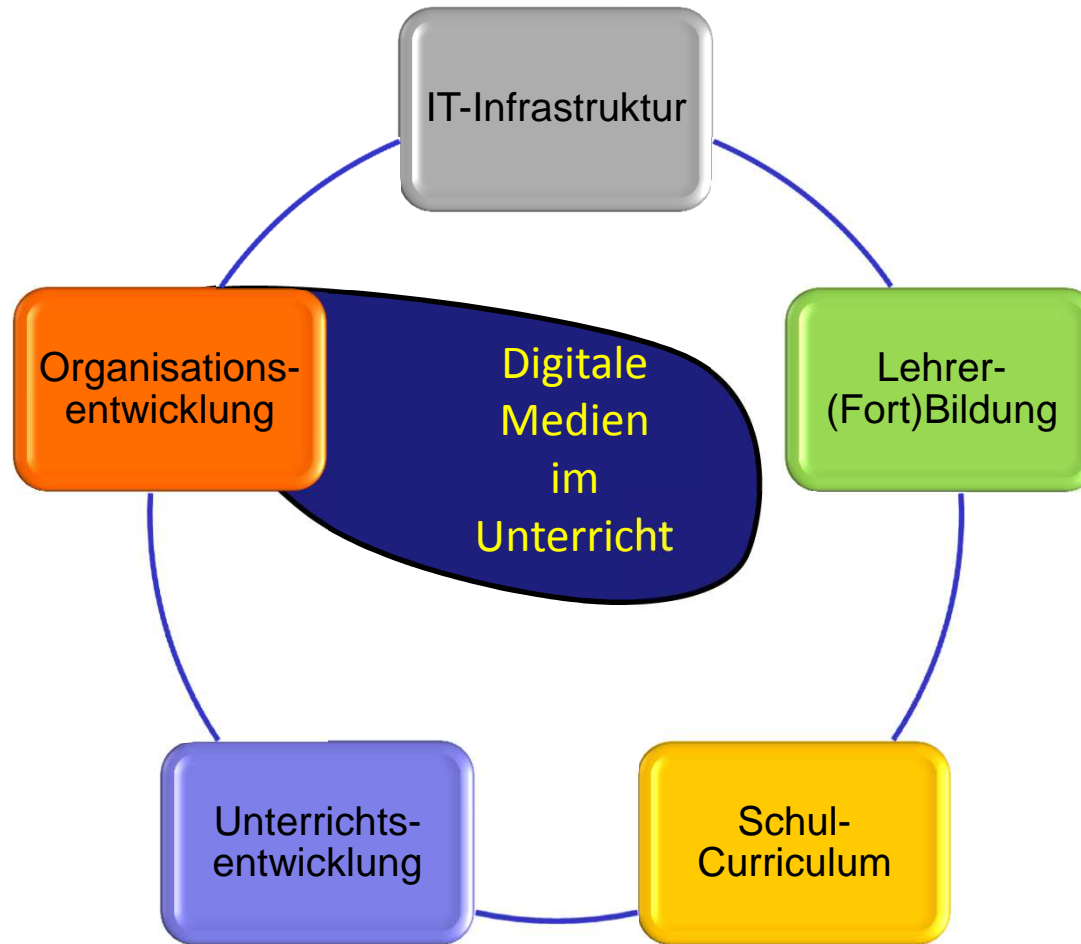 IT-Infrastruktur
Organisations-
entwicklung
Digitale
Medien
im
Unterricht
Lehrer-
(Fort)Bildung
Unterrichts-
entwicklung
Schul-
Curriculum